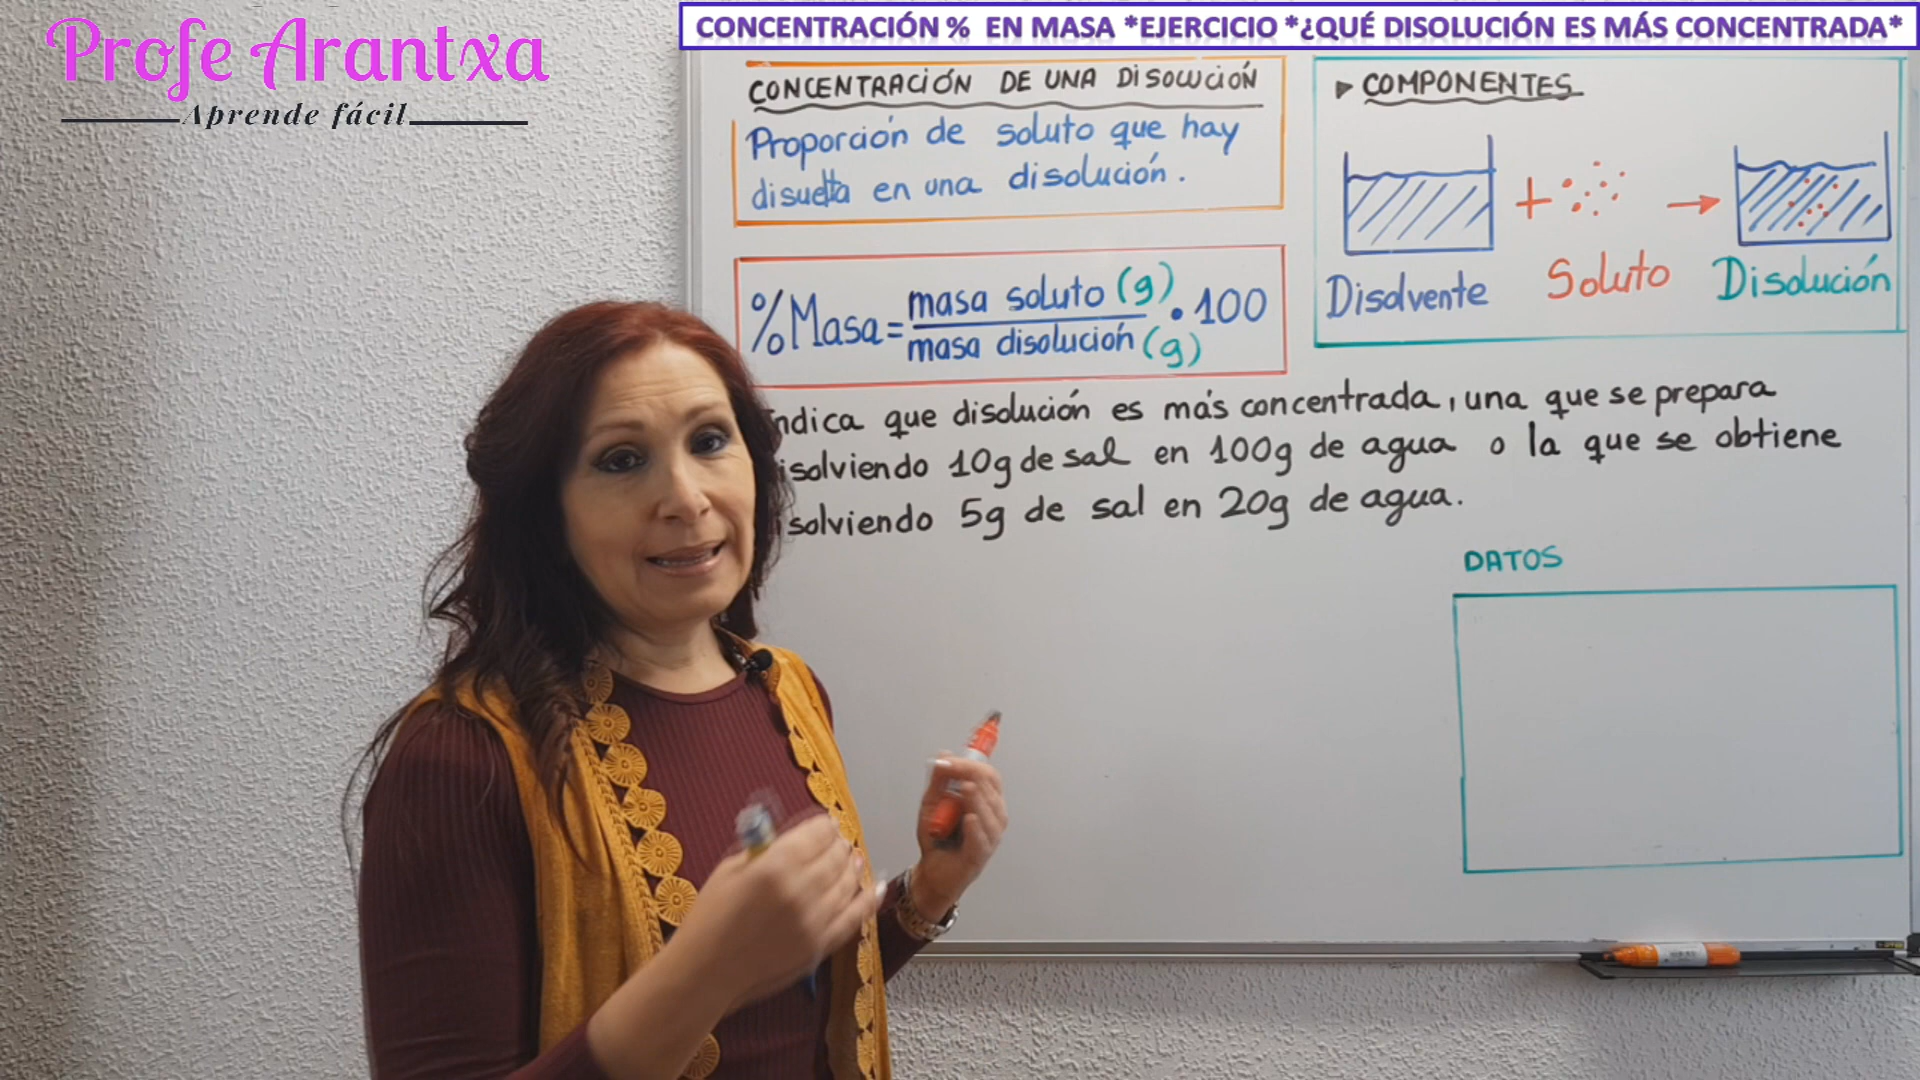 Profe Arantxa
Aprende fácil
CONCENTRACIÓN % EN MASA *EJERCICIO *¿QUÉ DISOLUCIÓN ES MÁS CONCENTRADA*
CONCENTRACIÓN DE UNA DISOLUCIÓN
Proporción de soluto que hay
disuelta en una disolución.
%Masa = masa soluto (g) / masa disolución (g) · 100
▶ COMPONENTES
+ →
Disolvente Soluto Disolución
ndica que disolución es más concentrada, una que se prepara
isolviendo 10g de sal en 100g de agua o la que se obtiene
solviendo 5g de sal en 20g de agua.
DATOS